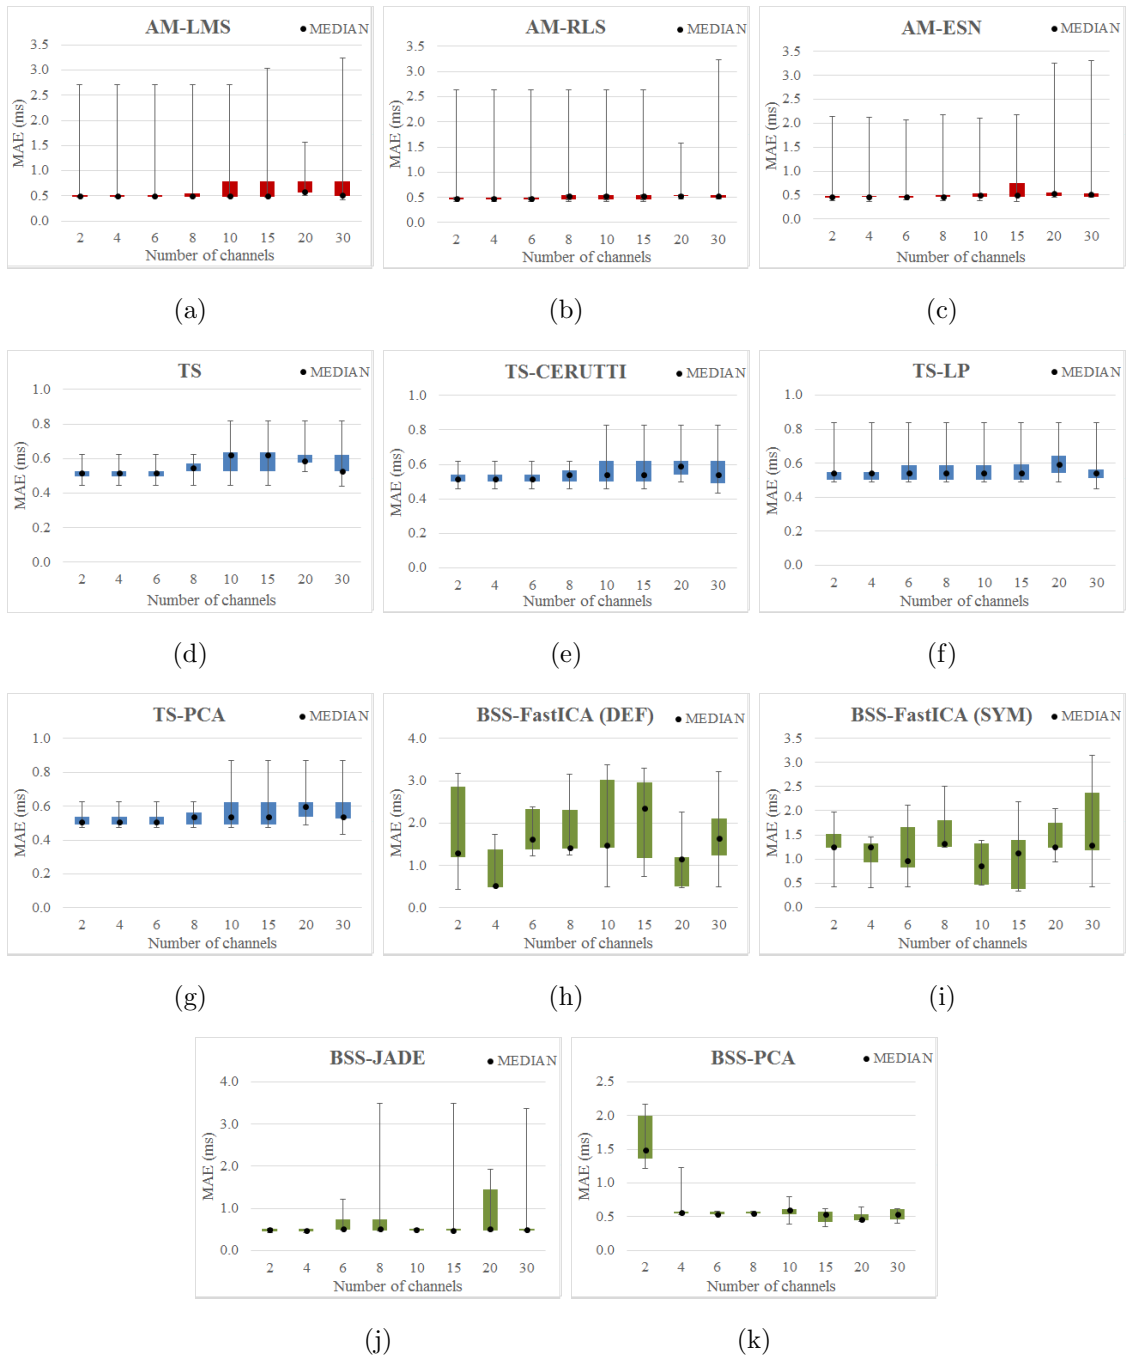 AM-LMS
MEDIAN
MAE (ms)
3.5
3.0
2.5
2.0
1.5
1.0
0.5
0.0
2 4 6 8 10 15 20 30
Number of channels
(a)
AM-RLS
MEDIAN
MAE (ms)
3.5
3.0
2.5
2.0
1.5
1.0
0.5
0.0
2 4 6 8 10 15 20 30
Number of channels
(b)
AM-ESN
MEDIAN
MAE (ms)
3.5
3.0
2.5
2.0
1.5
1.0
0.5
0.0
2 4 6 8 10 15 20 30
Number of channels
(c)
TS
MEDIAN
MAE (ms)
1.0
0.8
0.6
0.4
0.2
0.0
2 4 6 8 10 15 20 30
Number of channels
(d)
TS-CERUTTI
MEDIAN
MAE (ms)
1.0
0.8
0.6
0.4
0.2
0.0
2 4 6 8 10 15 20 30
Number of channels
(e)
TS-LP
MEDIAN
MAE (ms)
1.0
0.8
0.6
0.4
0.2
0.0
2 4 6 8 10 15 20 30
Number of channels
(f)
TS-PCA
MEDIAN
MAE (ms)
1.0
0.8
0.6
0.4
0.2
0.0
2 4 6 8 10 15 20 30
Number of channels
(g)
BSS-FastICA (DEF)
MEDIAN
MAE (ms)
4.0
3.0
2.0
1.0
0.0
2 4 6 8 10 15 20 30
Number of channels
(h)
BSS-FastICA (SYM)
MEDIAN
MAE (ms)
3.5
3.0
2.5
2.0
1.5
1.0
0.5
0.0
2 4 6 8 10 15 20 30
Number of channels
(i)
BSS-JADE
MEDIAN
MAE (ms)
4.0
3.0
2.0
1.0
0.0
2 4 6 8 10 15 20 30
Number of channels
(j)
BSS-PCA
MEDIAN
MAE (ms)
2.5
2.0
1.5
1.0
0.5
0.0
2 4 6 8 10 15 20 30
Number of channels
(k)